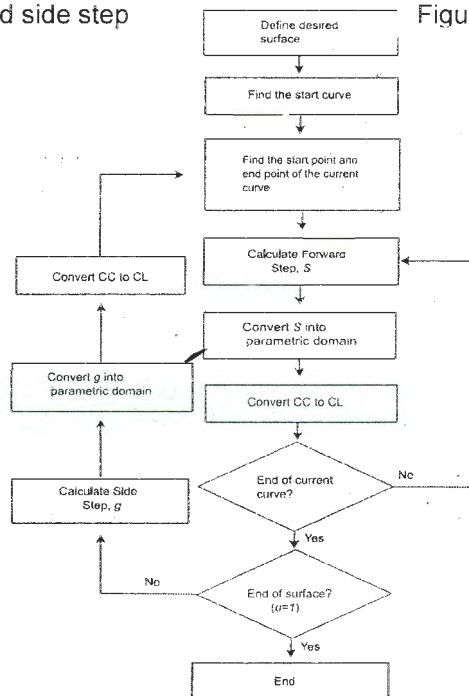 d side step
Figu
Define desired
surface
Find the start curve
Find the start point and
end point of the current
curve
Calculate Forward
Step, S
Convert CC to CL
Convert S into
parametric domain
Convert g into
parametric domain
Convert CC to CL
End of current
curve?
No
Calculate Side
Step, g
Yes
No
End of surface?
(u=1)
Yes
End